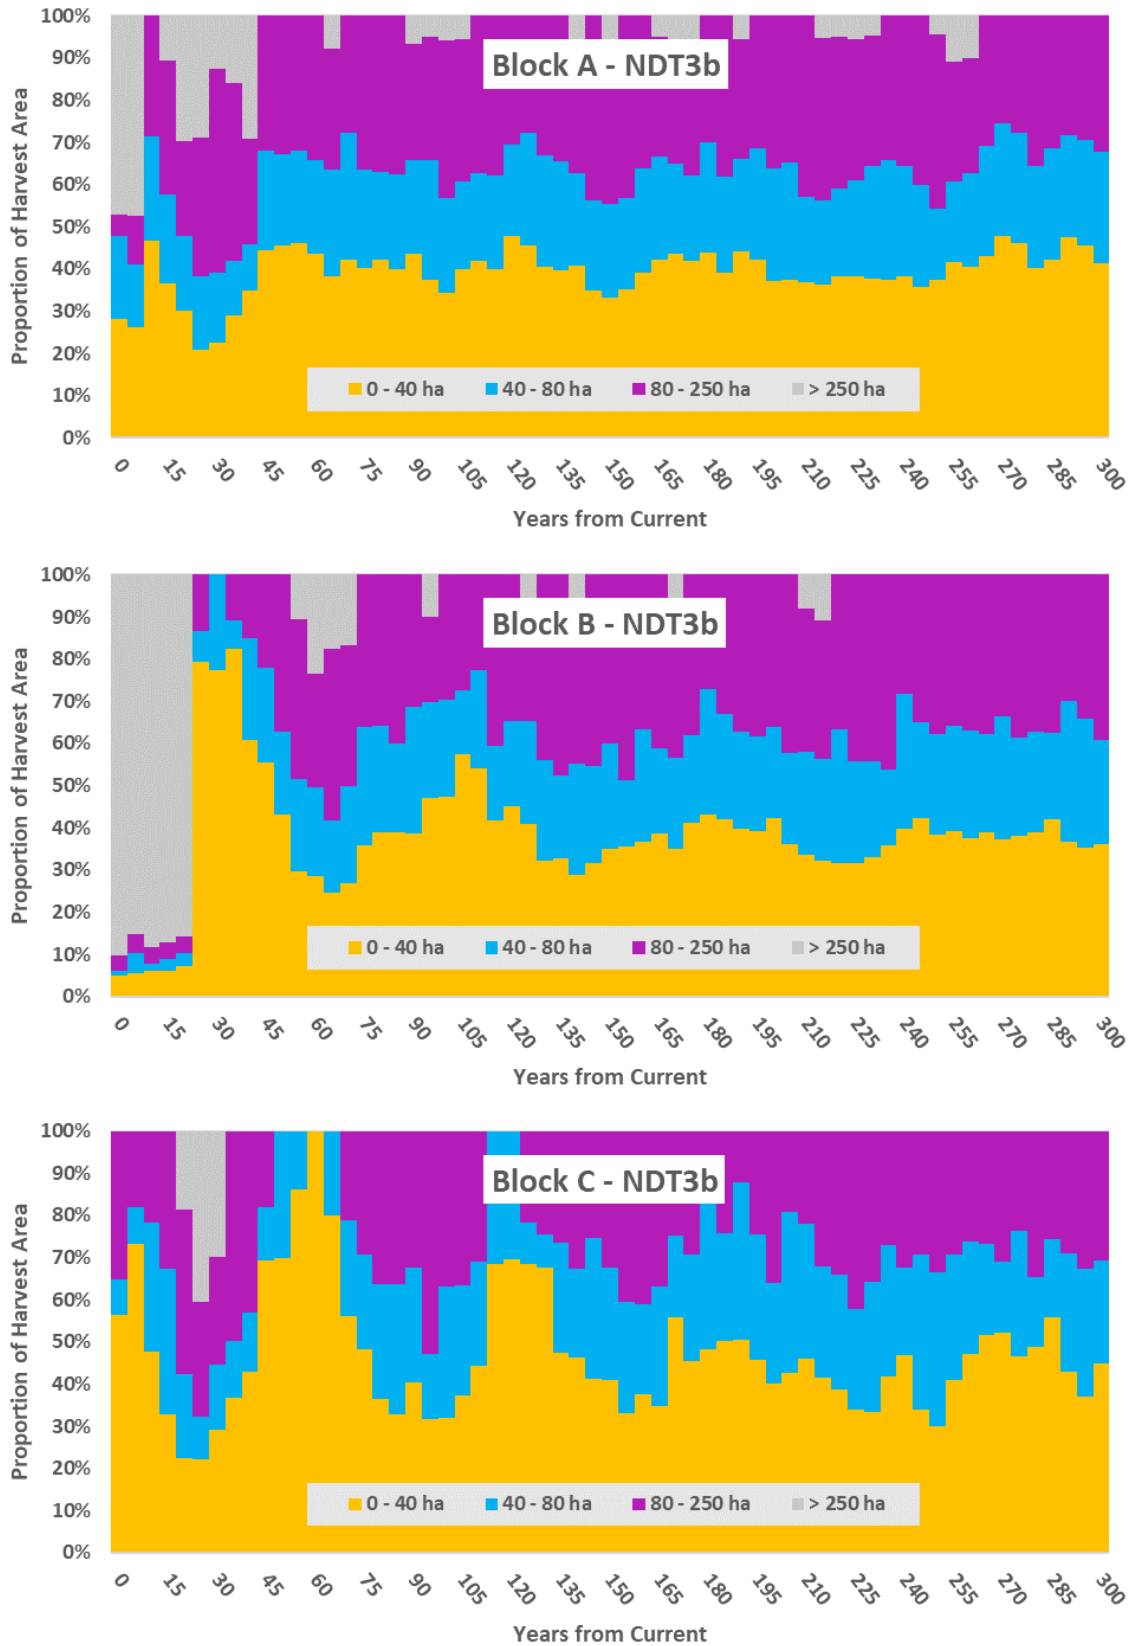 Block A - NDT3b
Proportion of Harvest Area
100%
90%
80%
70%
60%
50%
40%
30%
20%
10%
0%
0 - 40 ha 40 - 80 ha 80 - 250 ha > 250 ha
0 15 30 45 60 75 90 105 120 135 150 165 180 195 210 225 240 255 270 285 300
Years from Current
Block B - NDT3b
Proportion of Harvest Area
100%
90%
80%
70%
60%
50%
40%
30%
20%
10%
0%
0 - 40 ha 40 - 80 ha 80 - 250 ha > 250 ha
0 15 30 45 60 75 90 105 120 135 150 165 180 195 210 225 240 255 270 285 300
Years from Current
Block C - NDT3b
Proportion of Harvest Area
100%
90%
80%
70%
60%
50%
40%
30%
20%
10%
0%
0 - 40 ha 40 - 80 ha 80 - 250 ha > 250 ha
0 15 30 45 60 75 90 105 120 135 150 165 180 195 210 225 240 255 270 285 300
Years from Current